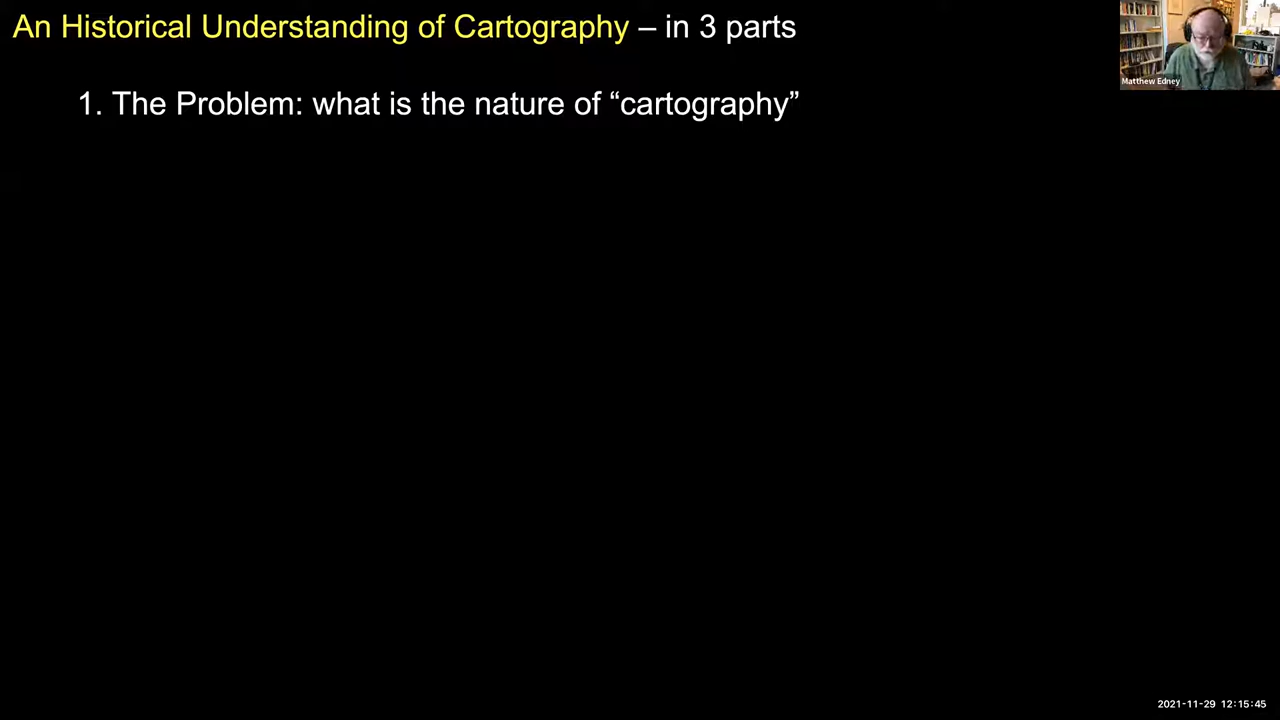 An Historical Understanding of Cartography – in 3 parts
Matthew Edney
1. The Problem: what is the nature of “cartography”
2021-11-29 12:15:45